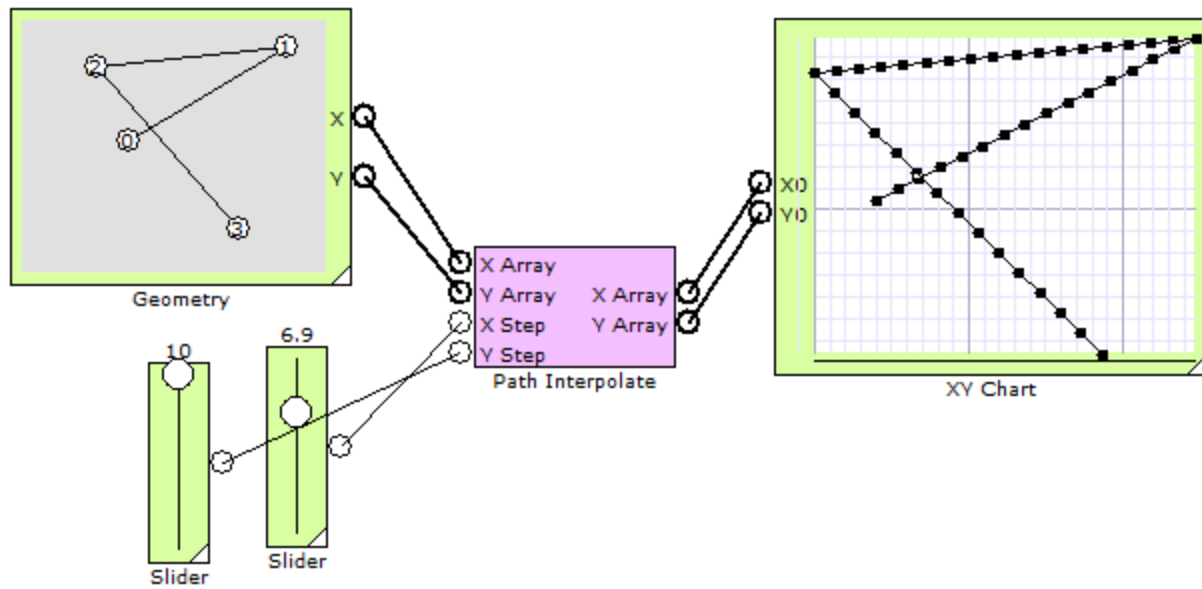 1
2
0
3
X
Y
Geometry
X Array
Y Array
X Step
Y Step
X Array
Y Array
Path Interpolate
X0
Y0
XY Chart
10
6.9
Slider
Slider